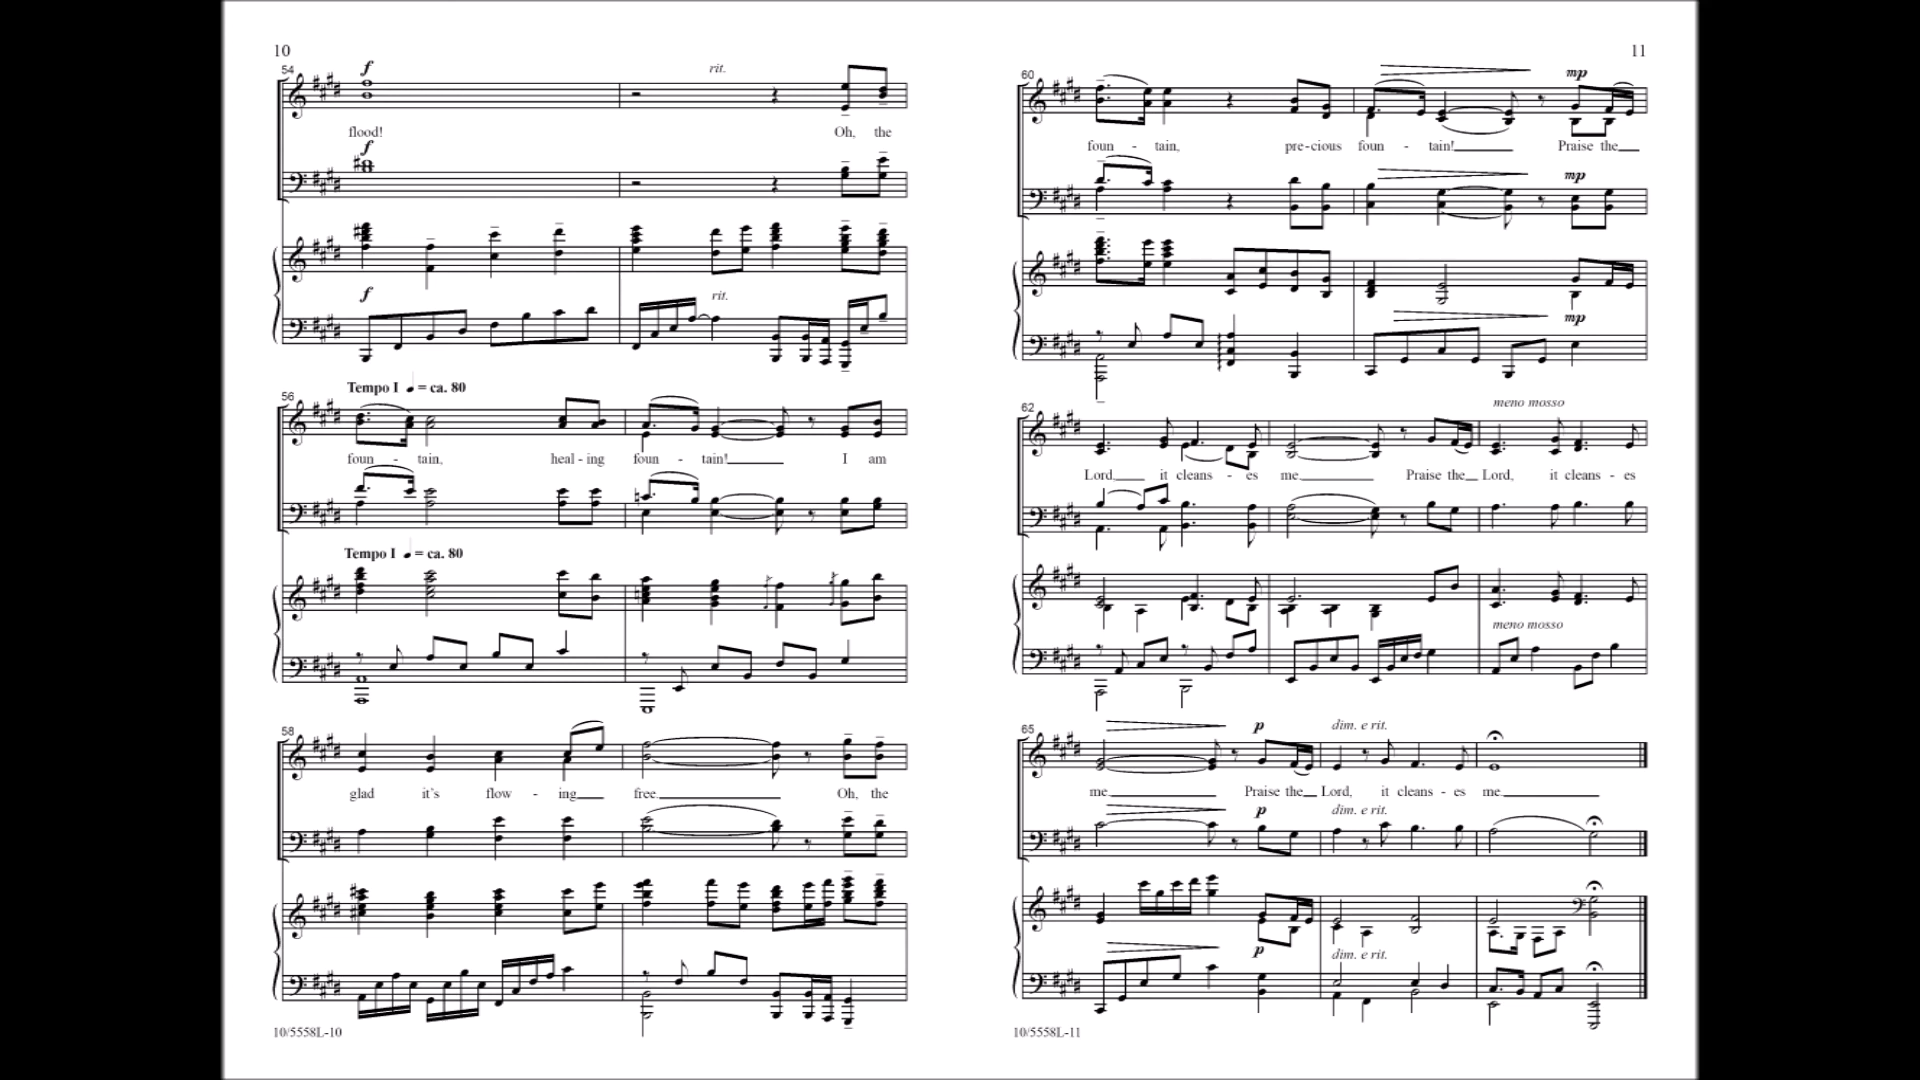 10
54
f
rit.
flood! Oh, the
f
f
rit.
56
Tempo I ♩ = ca. 80
foun - tain, heal - ing foun - tain! I am
Tempo I ♩ = ca. 80
58
glad it's flow - ing free. Oh, the
10/5558L-10
11
60
mp
foun - tain, pre - cious foun - tain! Praise the
mp
mp
62
meno mosso
Lord, it cleans - es me. Praise the Lord, it cleans - es
meno mosso
65
p
dim. e rit.
me. Praise the Lord, it cleans - es me.
p
dim. e rit.
p
dim. e rit.
10/5558L-11